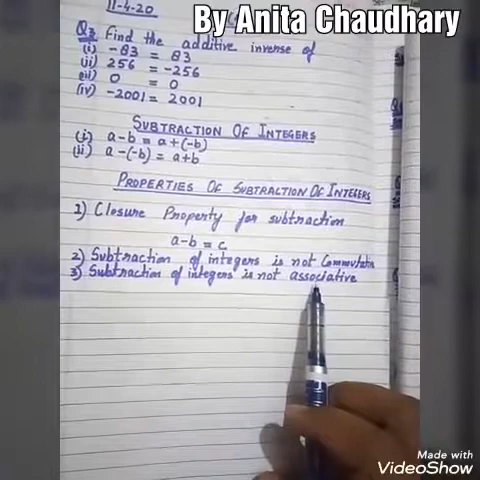 11-4-20
By Anita Chaudhary
Q3 Find the additive inverse of
(i) -83 = 83
(ii) 256 = -256
(iii) 0 = 0
(iv) -2001 = 2001
SUBTRACTION OF INTEGERS
(i) a-b = a+(-b)
(ii) a-(-b) = a+b
PROPERTIES OF SUBTRACTION OF INTEGERS
1) Closure Property for subtraction
a-b = c
2) Subtraction of integers is not Commutative
3) Subtraction of integers is not associative
Made with
VideoShow